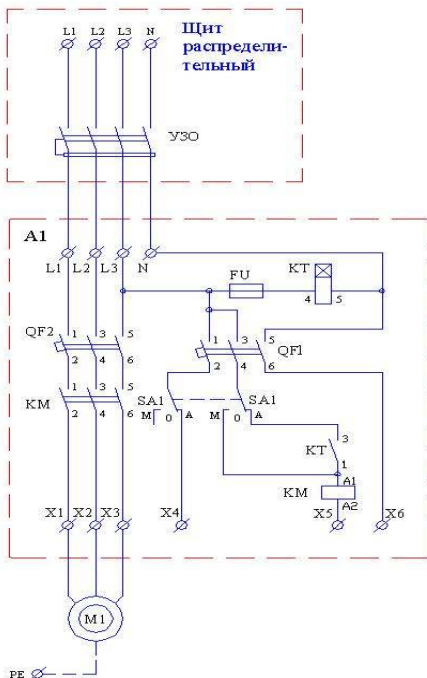 L1 L2 L3 N
Щит
распредели-
тельный
УЗО
A1
L1 L2 L3 N
FU KT
4 5
QF2 1 3 5
1 3 5 QF1
2 4 6
2 4 6
KM 1 3 5
2 4 6
SA1 SA1
M 0 A M 0 A
KT 3
1
KM A1
A2
X1 X2 X3 X4 X5 X6
M1
PE